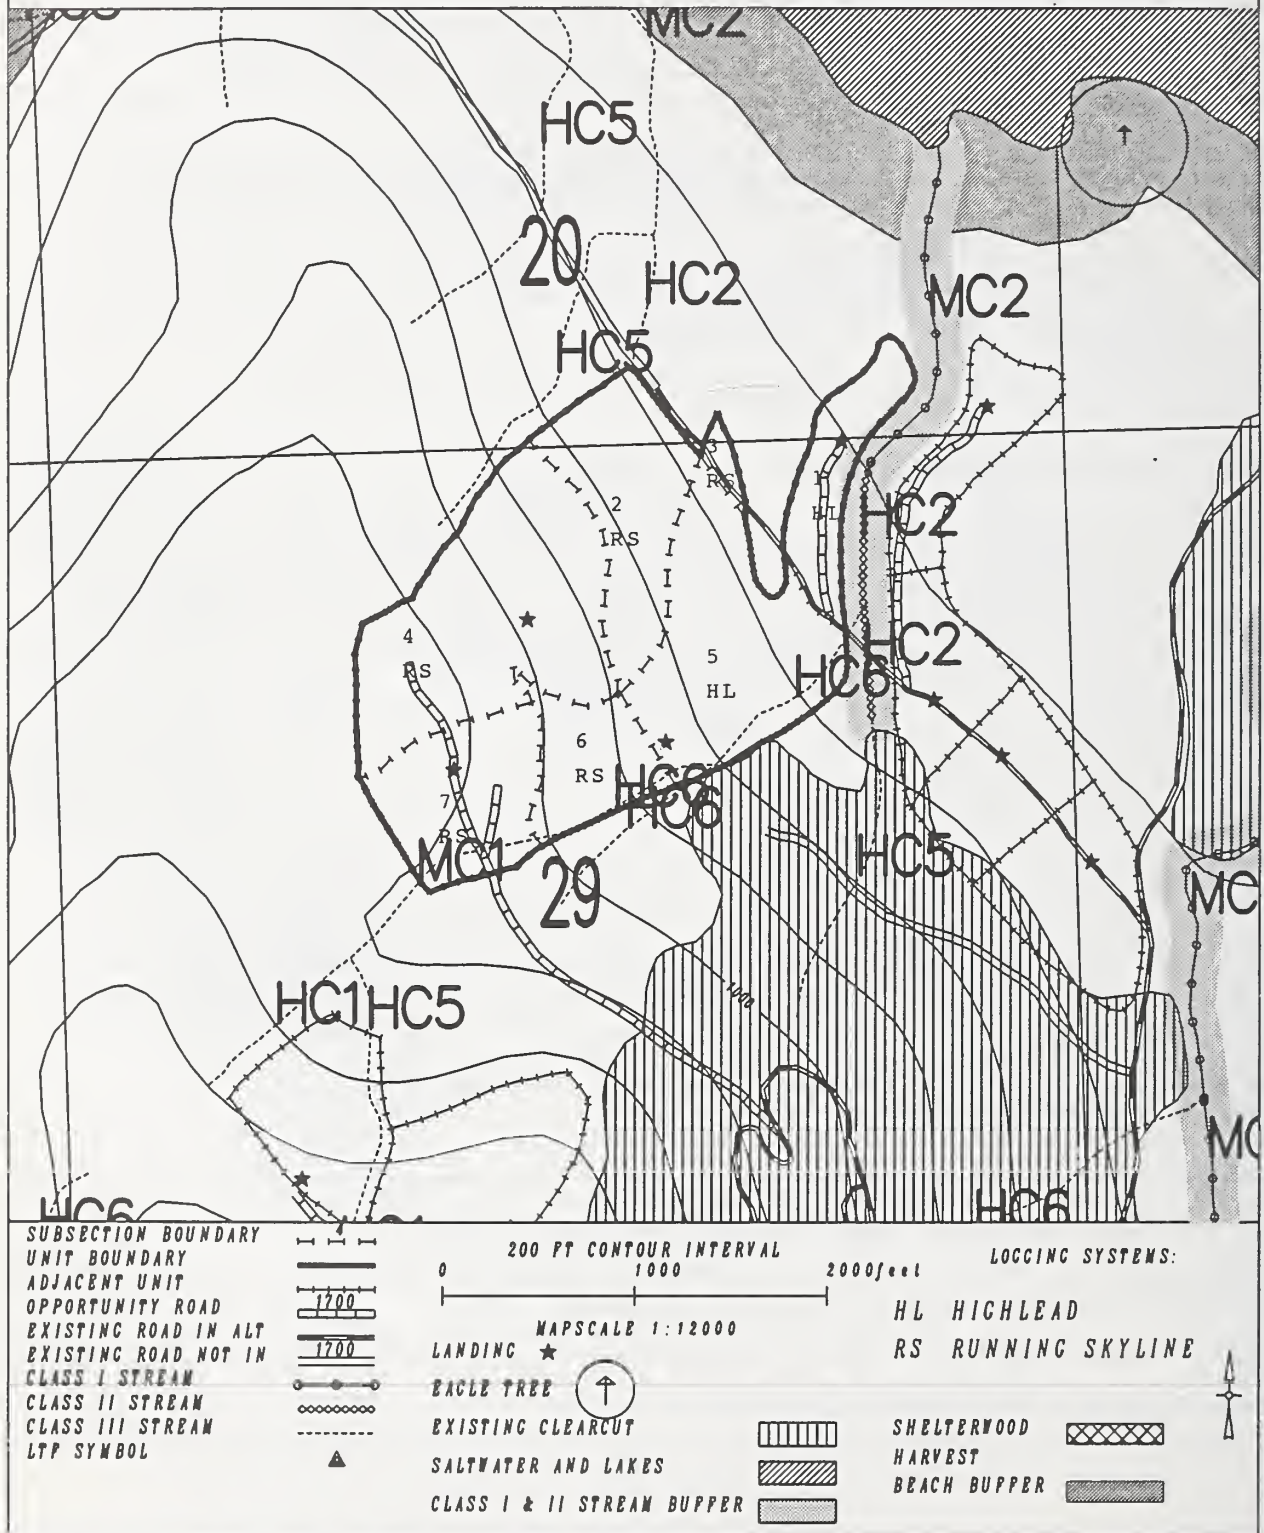 MC2
HC5
20
HC2
MC2
HC5
3
RS
1
HL
2
RS
HC2
4
RS
5
HL
HC2
HC6
6
RS
HC6
HC6
7
RS
MC1
29
HC5
MC
1000
HC1
HC5
MC
HC6
HC6
SUBSECTION BOUNDARY
UNIT BOUNDARY
ADJACENT UNIT
OPPORTUNITY ROAD 1700
EXISTING ROAD IN ALT
EXISTING ROAD NOT IN 1700
CLASS I STREAM
CLASS II STREAM
CLASS III STREAM
LTF SYMBOL
200 FT CONTOUR INTERVAL
0 1000 2000feet
MAPSCALE 1:12000
LANDING
EAGLE TREE
EXISTING CLEARCUT
SALTWATER AND LAKES
CLASS I & II STREAM BUFFER
LOGGING SYSTEMS:
HL HIGHLEAD
RS RUNNING SKYLINE
SHELTERWOOD
HARVEST
BEACH BUFFER